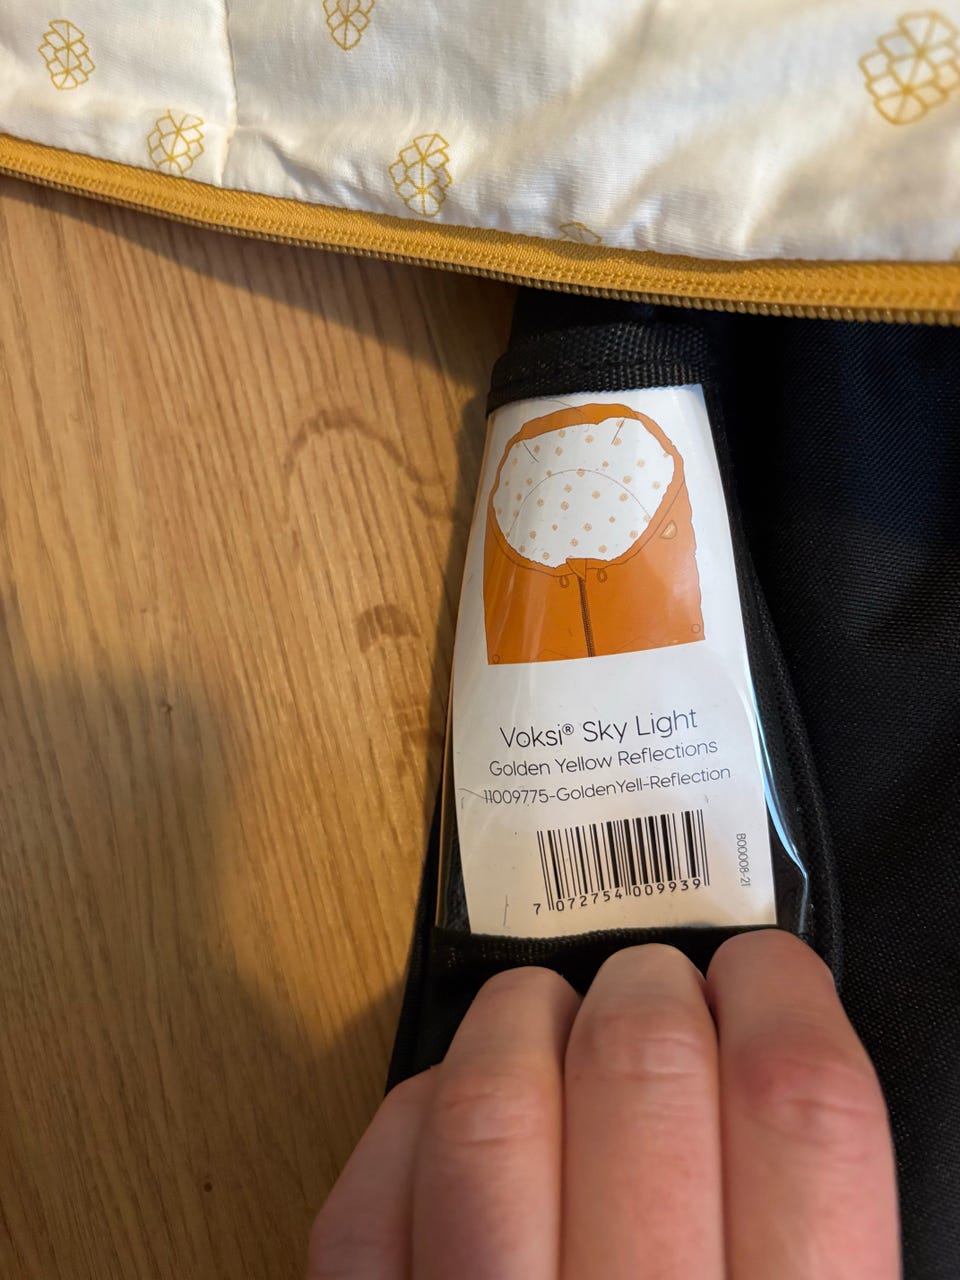 Voksi® Sky Light
Golden Yellow Reflections
11009775-GoldenYell-Reflection
7 072754 009939
B00008-21